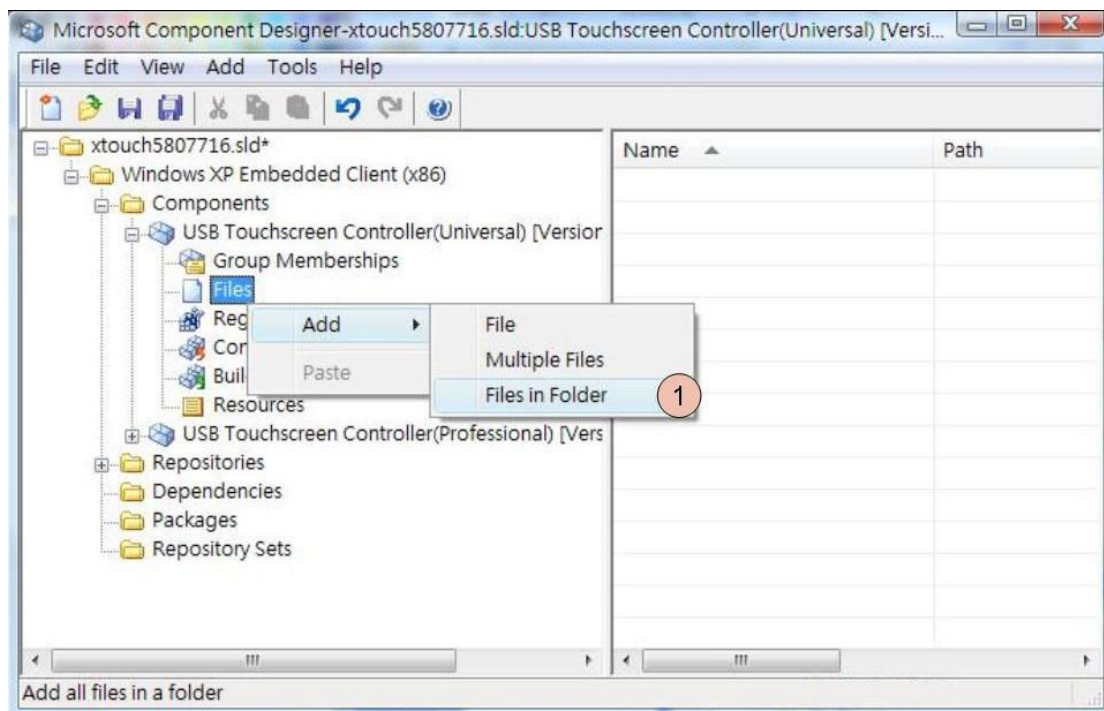 Microsoft Component Designer-xtouch5807716.sld:USB Touchscreen Controller(Universal) [Versi...
File Edit View Add Tools Help
xtouch5807716.sld*
Name Path
Windows XP Embedded Client (x86)
Components
USB Touchscreen Controller(Universal) [Version
Group Memberships
Files
Reg
Add
File
Con
Multiple Files
Buil
Paste
Files in Folder
1
Resources
USB Touchscreen Controller(Professional) [Vers
Repositories
Dependencies
Packages
Repository Sets
Add all files in a folder